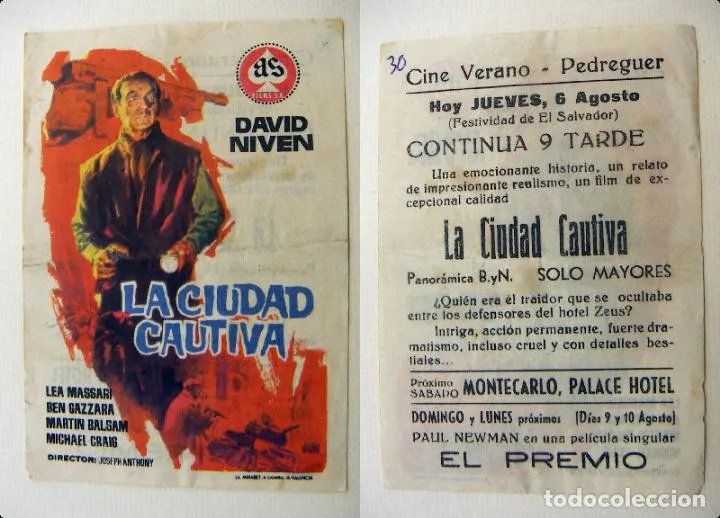 as
FILMS S.A.
DAVID
NIVEN
LA CIUDAD
CAUTIVA
LEA MASSARI
BEN GAZZARA
MARTIN BALSAM
MICHAEL CRAIG
DIRECTOR: JOSEPH ANTHONY
30
Cine Verano - Pedreguer
Hoy JUEVES, 6 Agosto
(Festividad de El Salvador)
CONTINUA 9 TARDE
Una emocionante historia, un relato
de impresionante realismo, un film de ex-
cepcional calidad
La Ciudad Cautiva
Panorámica B.yN. SOLO MAYORES
¿Quién era el traidor que se ocultaba
entre los defensores del hotel Zeus?
Intriga, acción permanente, fuerte dra-
matismo, incluso cruel y con detalles bes-
tiales...
Próximo
SABADO MONTECARLO, PALACE HOTEL
DOMINGO y LUNES próximos (Días 9 y 10 Agosto)
PAUL NEWMAN en una película singular
EL PREMIO
todocoleccion.net